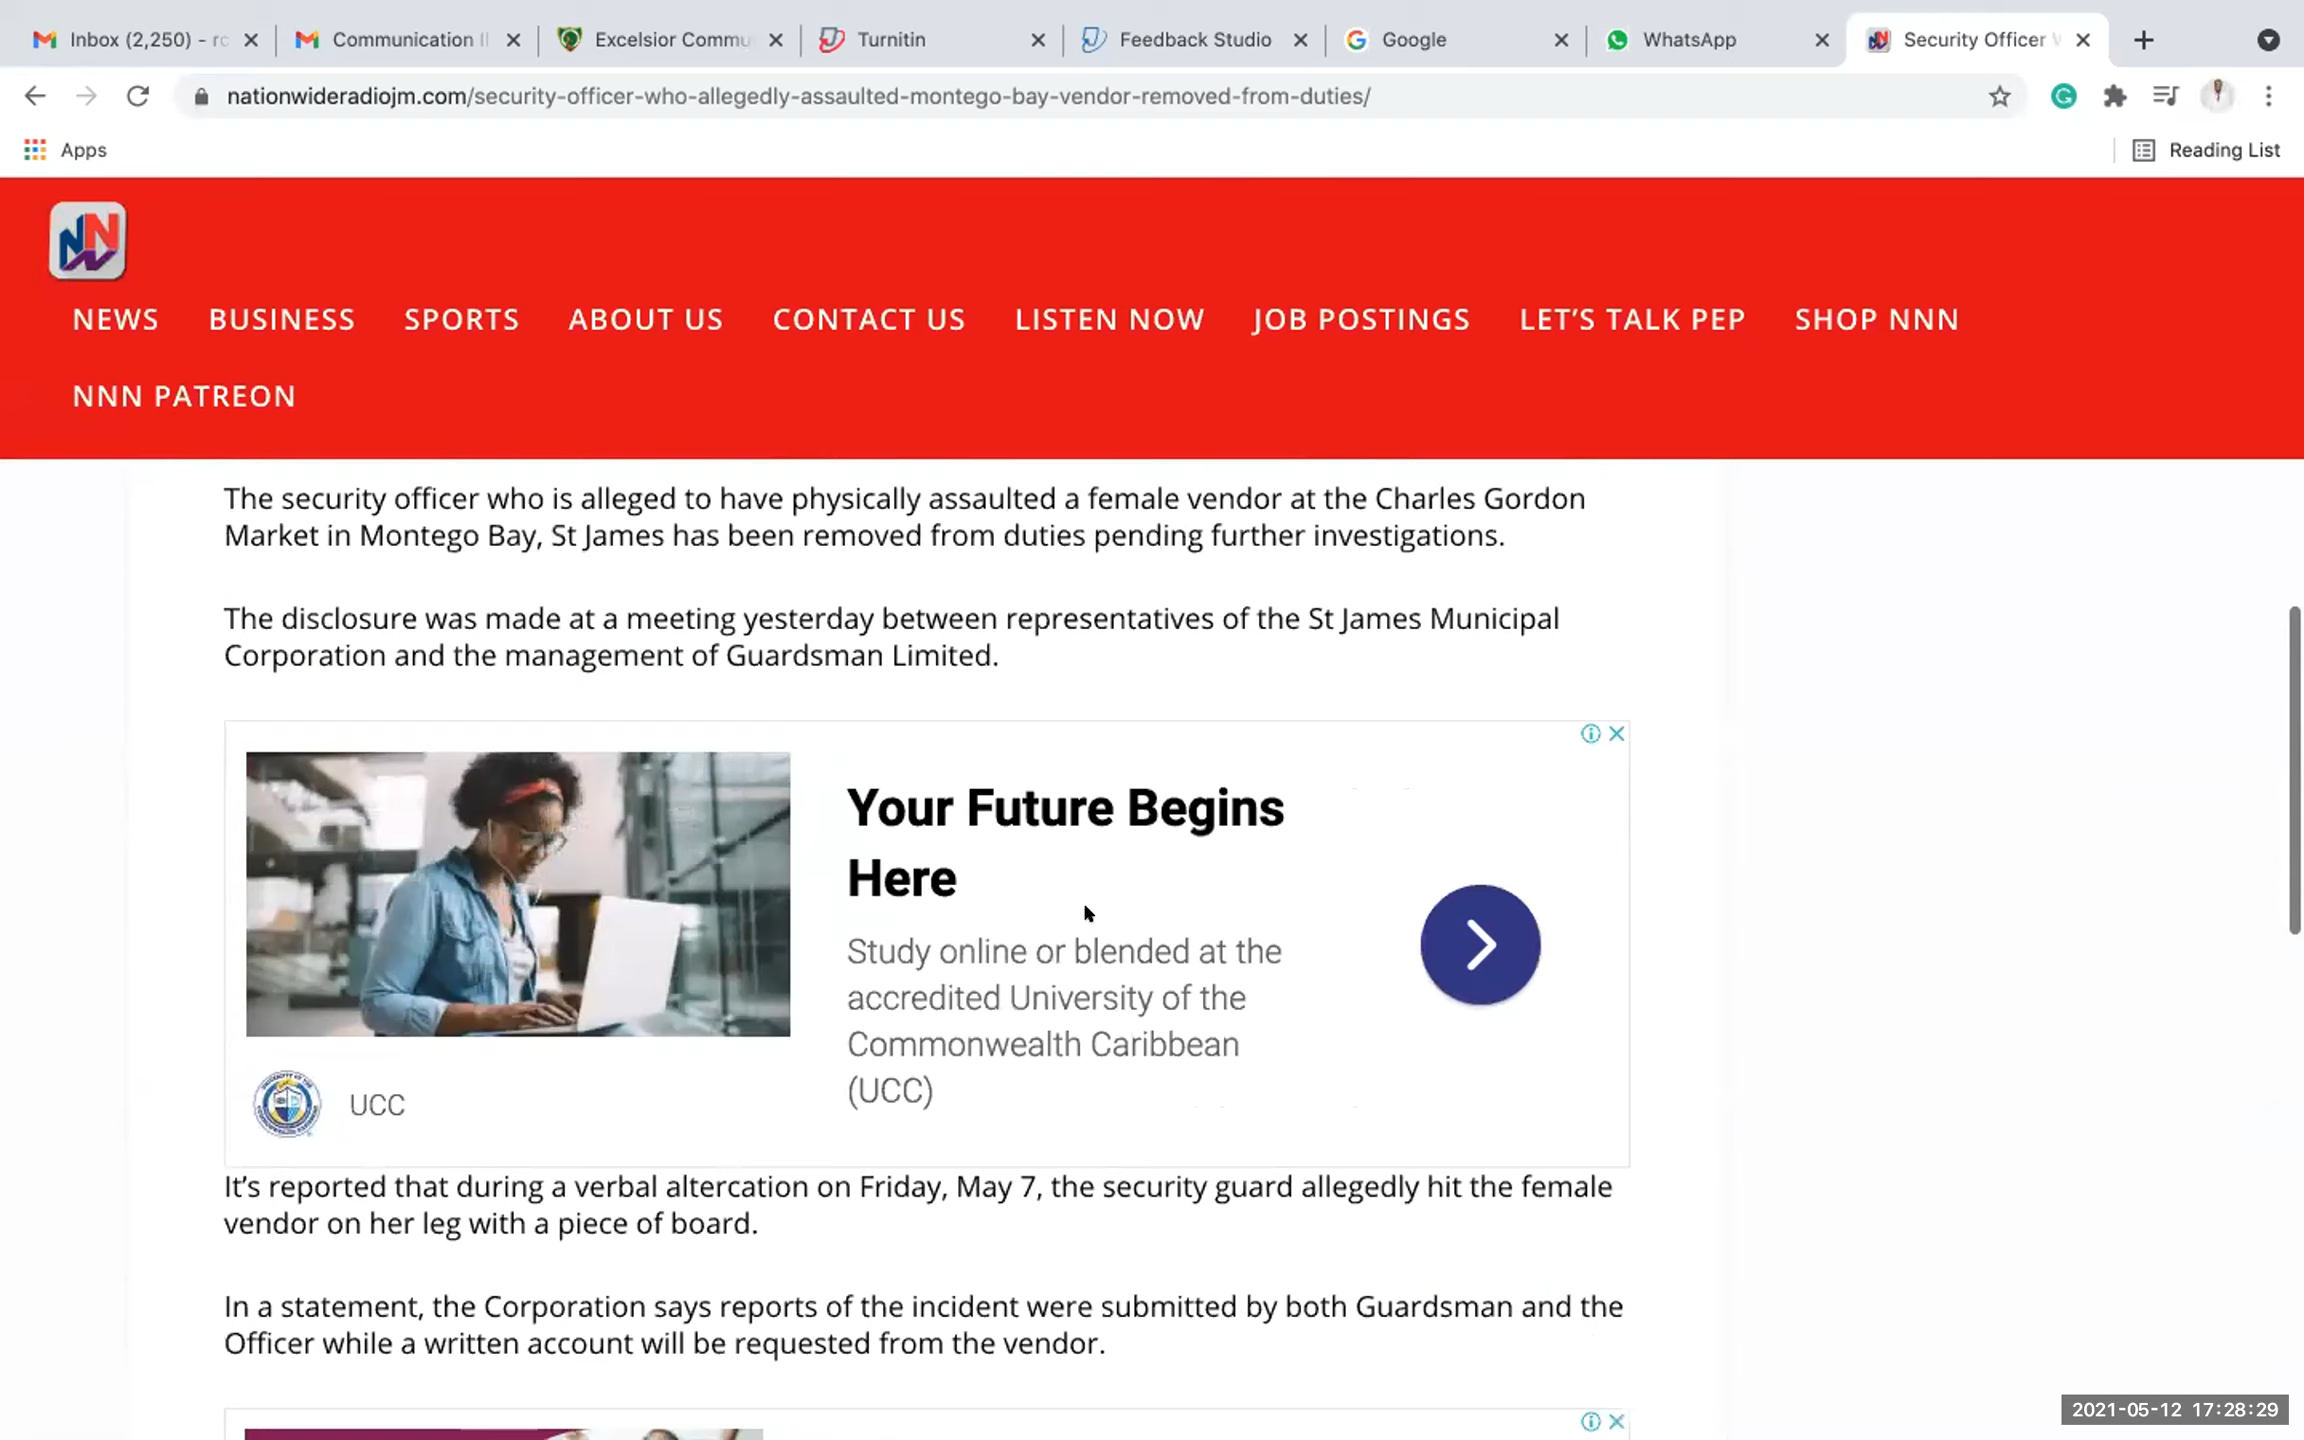 Inbox (2,250) - rc
Communication II
Excelsior Commu
Turnitin
Feedback Studio
Google
WhatsApp
Security Officer W
nationwideradiojm.com/security-officer-who-allegedly-assaulted-montego-bay-vendor-removed-from-duties/
Apps
Reading List
NEWS BUSINESS SPORTS ABOUT US CONTACT US LISTEN NOW JOB POSTINGS LET'S TALK PEP SHOP NNN
NNN PATREON
The security officer who is alleged to have physically assaulted a female vendor at the Charles Gordon
Market in Montego Bay, St James has been removed from duties pending further investigations.
The disclosure was made at a meeting yesterday between representatives of the St James Municipal
Corporation and the management of Guardsman Limited.
Your Future Begins
Here
Study online or blended at the
accredited University of the
Commonwealth Caribbean
(UCC)
UCC
It's reported that during a verbal altercation on Friday, May 7, the security guard allegedly hit the female
vendor on her leg with a piece of board.
In a statement, the Corporation says reports of the incident were submitted by both Guardsman and the
Officer while a written account will be requested from the vendor.
2021-05-12 17:28:29